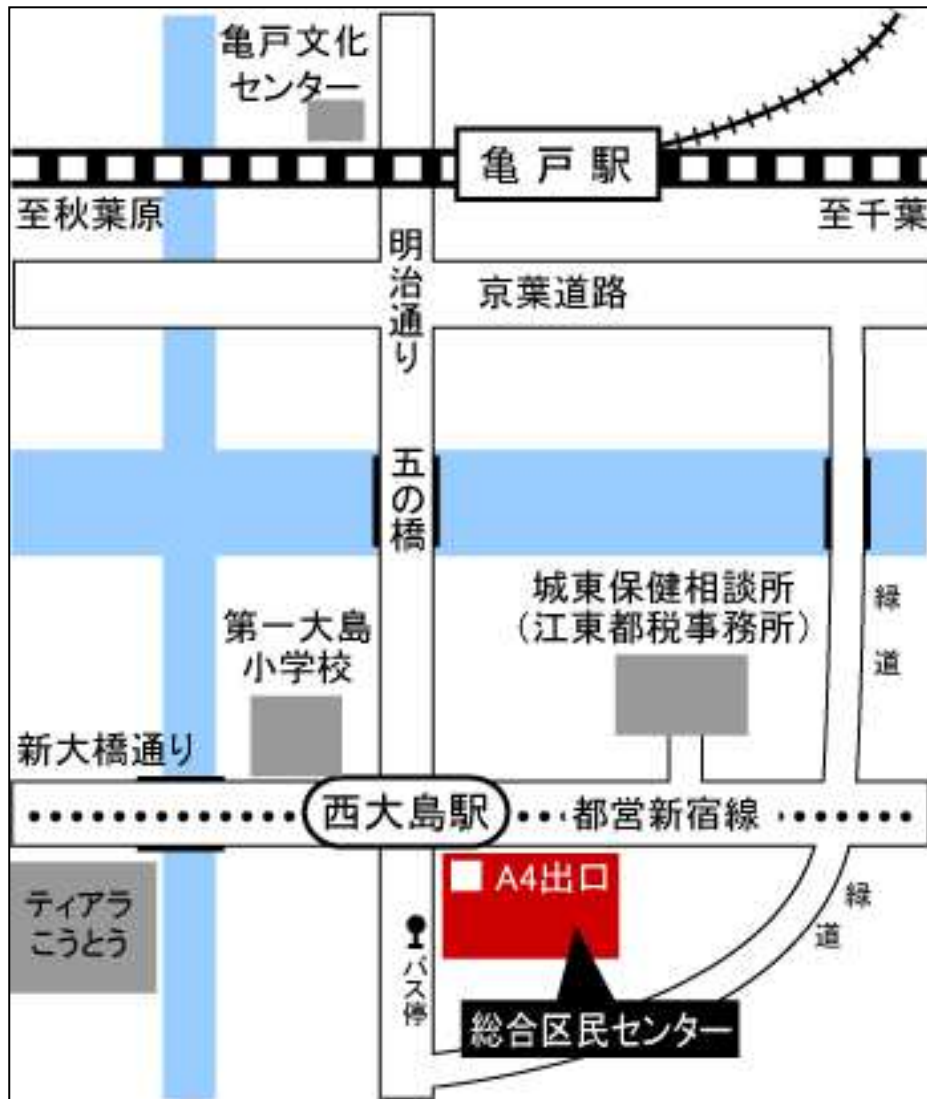 亀戸文化
センター
亀戸駅
至秋葉原
至千葉
明治通り
京葉道路
五の橋
城東保健相談所
（江東都税事務所）
緑道
第一大島
小学校
新大橋通り
西大島駅
都営新宿線
A4出口
ティアラ
こうとう
バス停
緑道
総合区民センター